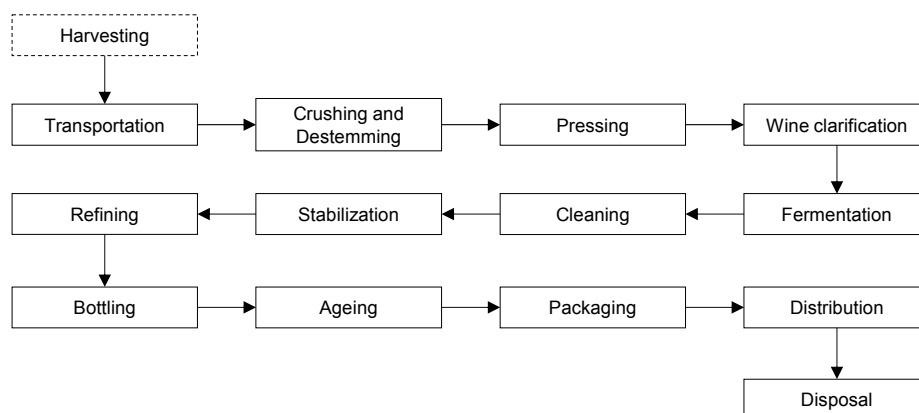 Harvesting
Transportation
Crushing and
Destemming
Pressing
Wine clarification
Refining
Stabilization
Cleaning
Fermentation
Bottling
Ageing
Packaging
Distribution
Disposal